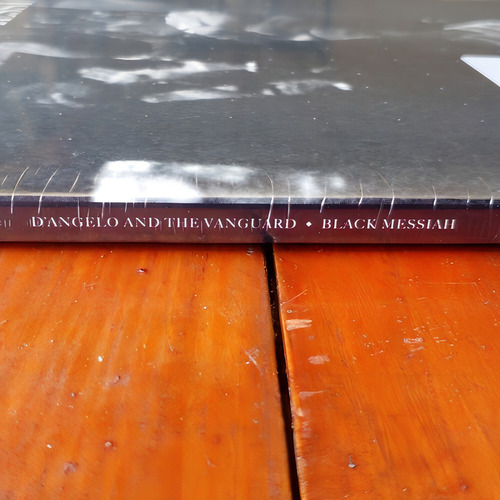 D'ANGELO AND THE VANGUARD ◆ BLACK MESSIAH